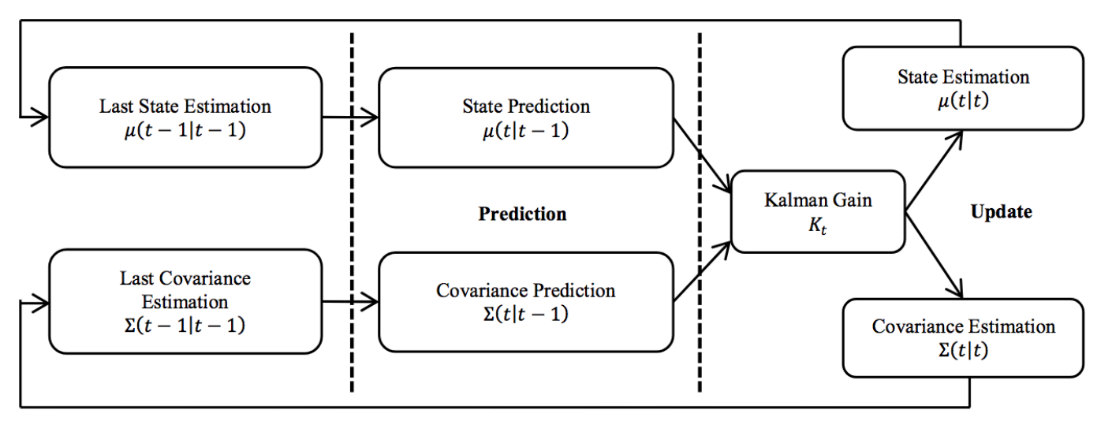 Last State Estimation
μ(t − 1|t − 1)
State Prediction
μ(t|t − 1)
State Estimation
μ(t|t)
Kalman Gain
Kₜ
Prediction
Update
Last Covariance
Estimation
Σ(t − 1|t − 1)
Covariance Prediction
Σ(t|t − 1)
Covariance Estimation
Σ(t|t)